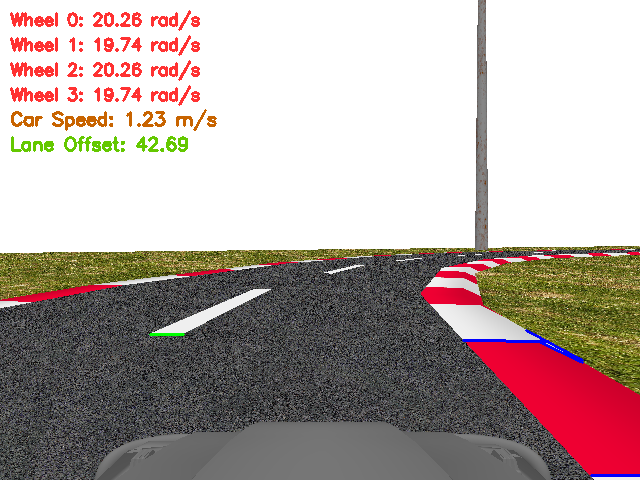 Wheel 0: 20.26 rad/s
Wheel 1: 19.74 rad/s
Wheel 2: 20.26 rad/s
Wheel 3: 19.74 rad/s
Car Speed: 1.23 m/s
Lane Offset: 42.69